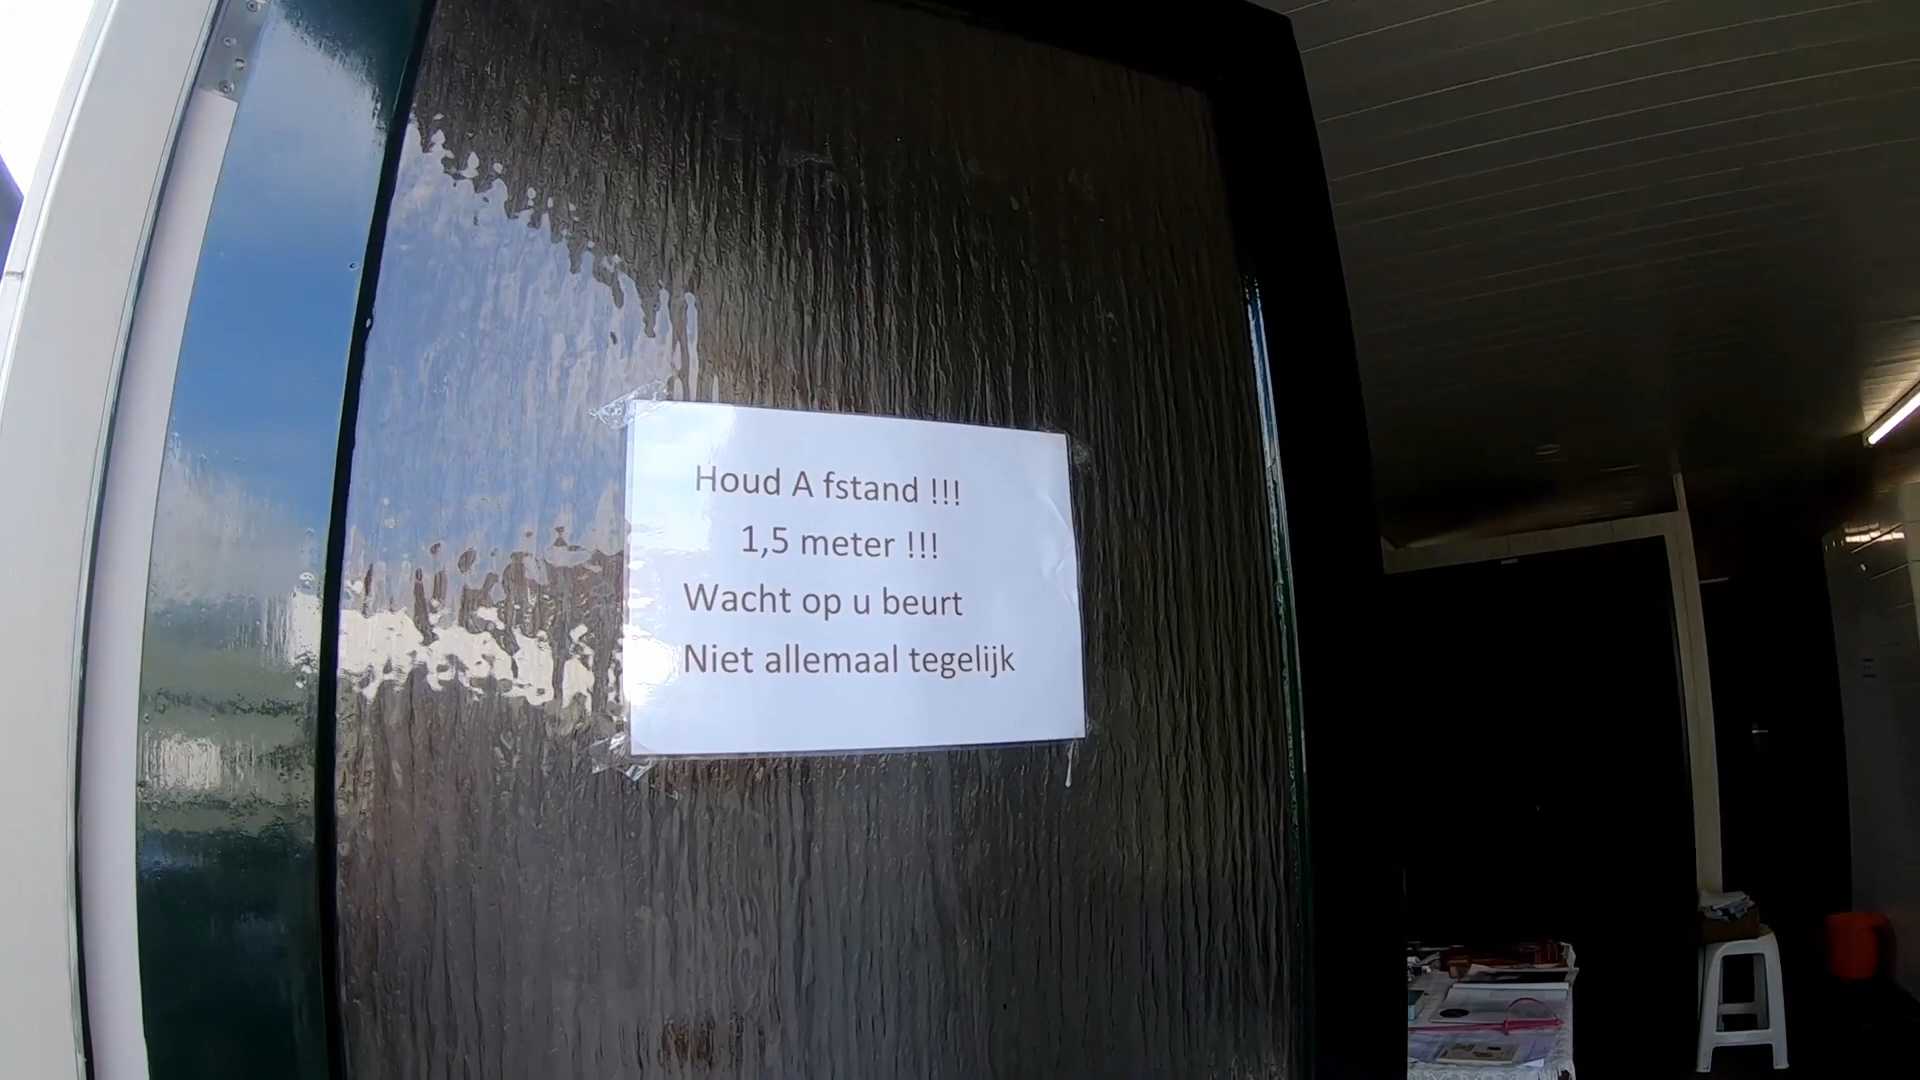 Houd A fstand !!!
1,5 meter !!!
Wacht op u beurt
Niet allemaal tegelijk